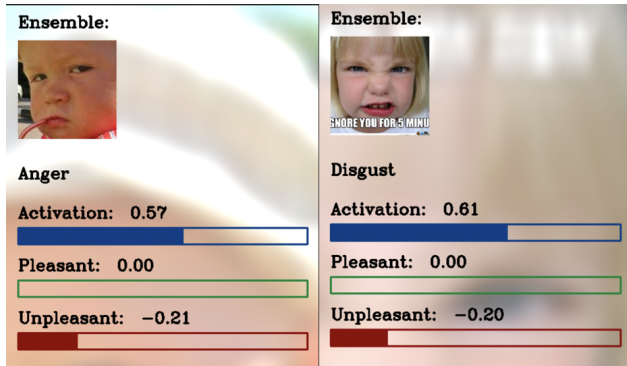 Ensemble:
Anger
Activation: 0.57
Pleasant: 0.00
Unpleasant: −0.21
Ensemble:
GNORE YOU FOR 5 MINU
Disgust
Activation: 0.61
Pleasant: 0.00
Unpleasant: −0.20